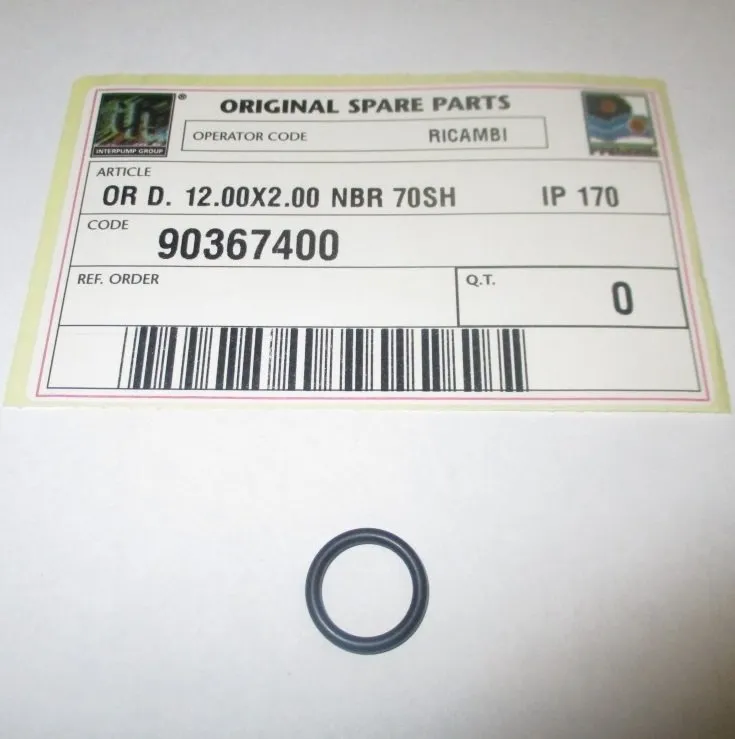 ®
ORIGINAL SPARE PARTS
INTERPUMP GROUP
OPERATOR CODE RICAMBI
ARTICLE
OR D. 12.00X2.00 NBR 70SH IP 170
CODE
90367400
REF. ORDER
Q.T.
0